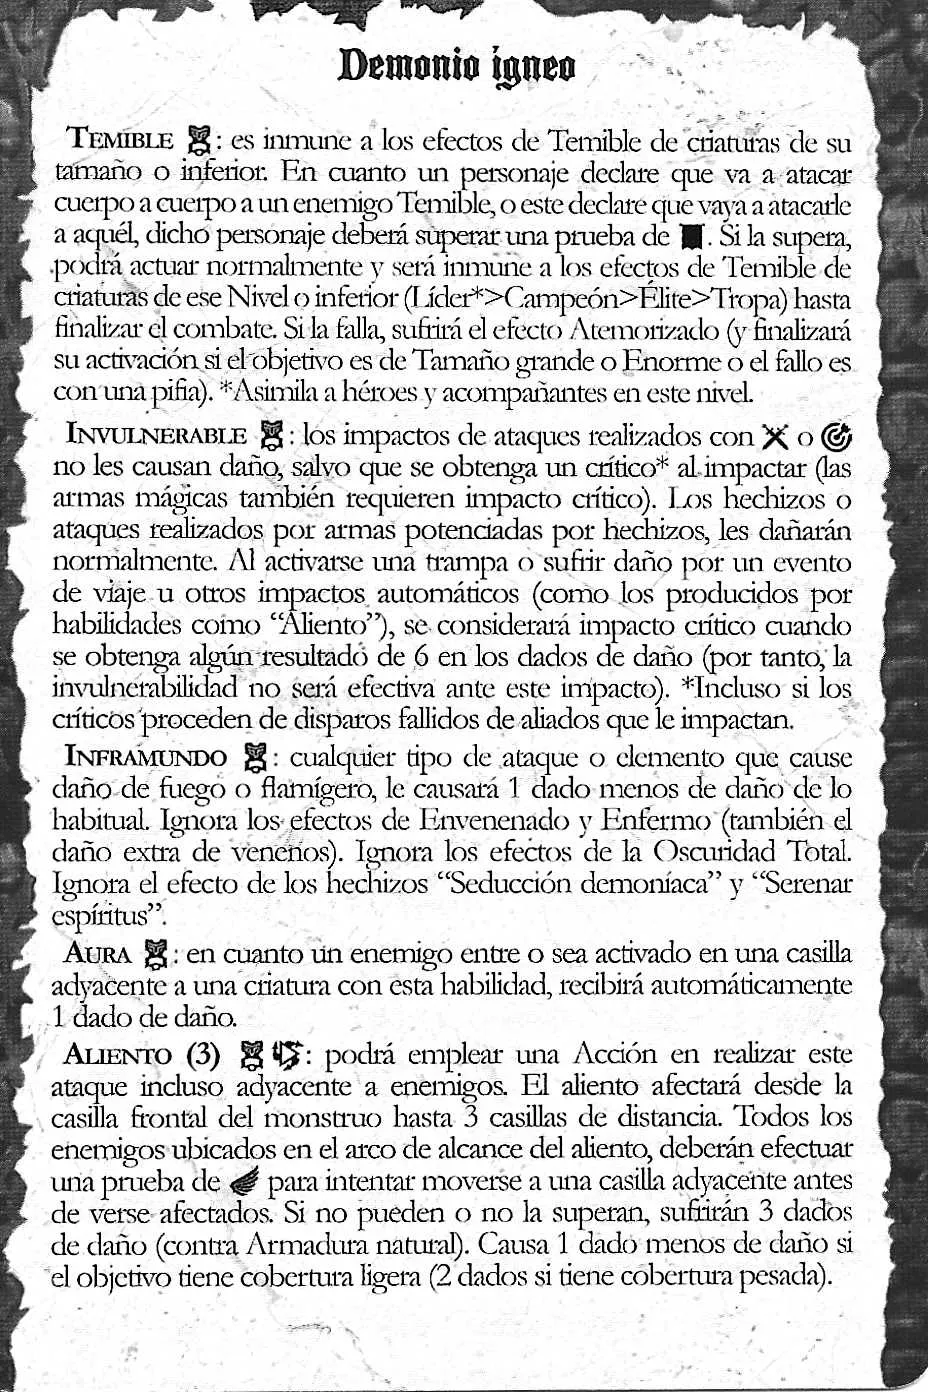 Demonio ígneo
TEMIBLE : es inmune a los efectos de Temible de criaturas de su
tamaño o inferior. En cuanto un personaje declare que va a atacar
cuerpo a cuerpo a un enemigo Temible, o este declare que vaya a atacarle
a aquél, dicho personaje deberá superar una prueba de . Si la supera,
podrá actuar normalmente y será inmune a los efectos de Temible de
criaturas de ese Nivel o inferior (Líder*>Campeón>Élite>Tropa) hasta
finalizar el combate. Si la falla, sufrirá el efecto Atemorizado (y finalizará
su activación si el objetivo es de Tamaño grande o Enorme o el fallo es
con una pifia). *Asimila a héroes y acompañantes en este nivel.
INVULNERABLE : los impactos de ataques realizados con o
no les causan daño, salvo que se obtenga un crítico* al impactar (las
armas mágicas también requieren impacto crítico). Los hechizos o
ataques realizados por armas potenciadas por hechizos, les dañarán
normalmente. Al activarse una trampa o sufrir daño por un evento
de viaje u otros impactos automáticos (como los producidos por
habilidades como “Aliento”), se considerará impacto crítico cuando
se obtenga algún resultado de 6 en los dados de daño (por tanto, la
invulnerabilidad no será efectiva ante este impacto). *Incluso si los
críticos proceden de disparos fallidos de aliados que le impactan.
INFRAMUNDO : cualquier tipo de ataque o elemento que cause
daño de fuego o flamígero, le causará 1 dado menos de daño de lo
habitual. Ignora los efectos de Envenenado y Enfermo (también el
daño extra de venenos). Ignora los efectos de la Oscuridad Total.
Ignora el efecto de los hechizos “Seducción demoníaca” y “Serenar
espíritus”.
AURA : en cuanto un enemigo entre o sea activado en una casilla
adyacente a una criatura con esta habilidad, recibirá automáticamente
1 dado de daño.
ALIENTO (3) : podrá emplear una Acción en realizar este
ataque incluso adyacente a enemigos. El aliento afectará desde la
casilla frontal del monstruo hasta 3 casillas de distancia. Todos los
enemigos ubicados en el arco de alcance del aliento, deberán efectuar
una prueba de para intentar moverse a una casilla adyacente antes
de verse afectados. Si no pueden o no la superan, sufrirán 3 dados
de daño (contra Armadura natural). Causa 1 dado menos de daño si
el objetivo tiene cobertura ligera (2 dados si tiene cobertura pesada).